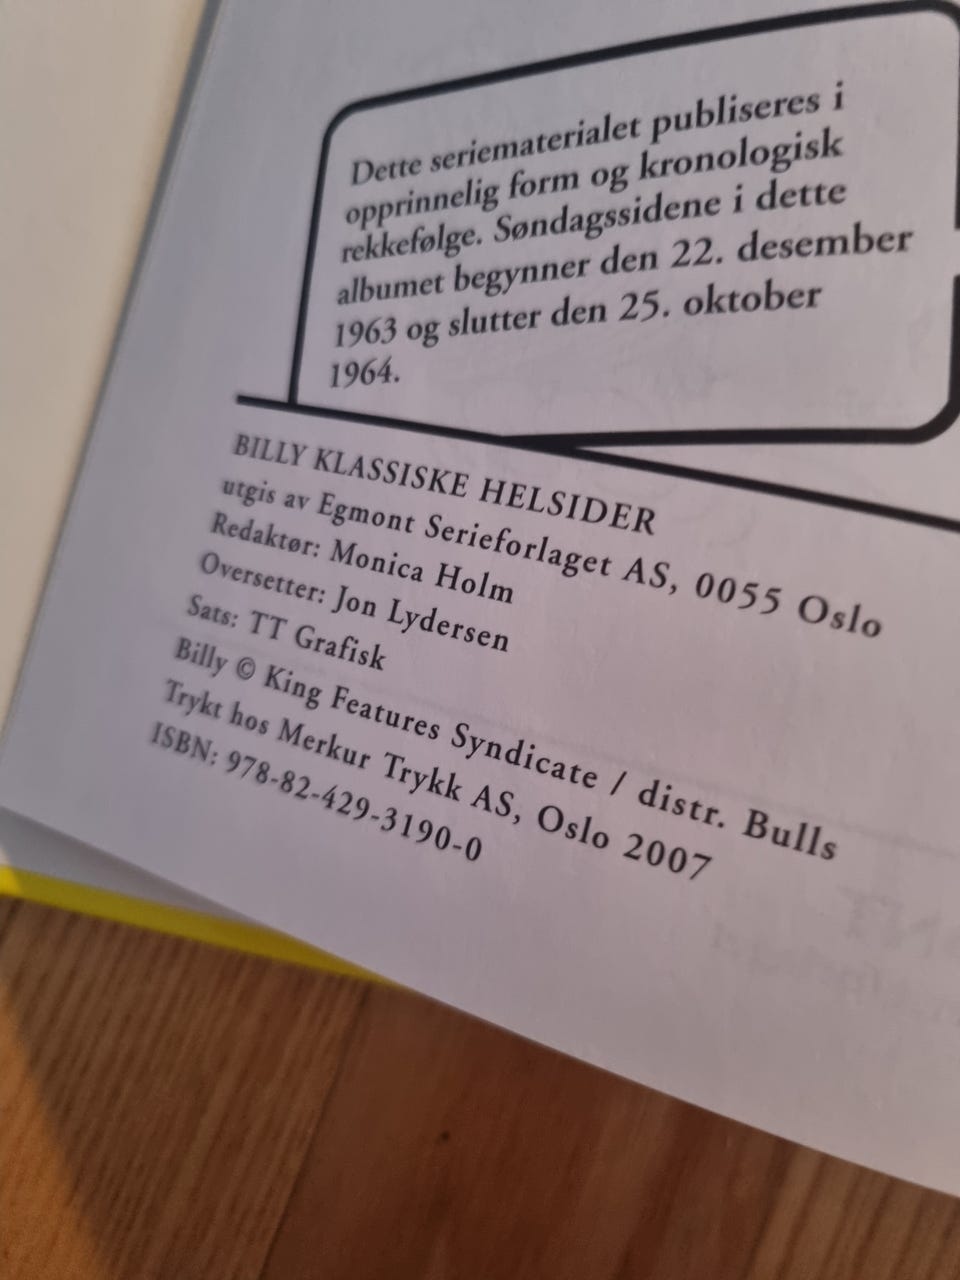 Dette seriematerialet publiseres i
opprinnelig form og kronologisk
rekkefølge. Søndagssidene i dette
albumet begynner den 22. desember
1963 og slutter den 25. oktober
1964.
BILLY KLASSISKE HELSIDER
utgis av Egmont Serieforlaget AS, 0055 Oslo
Redaktør: Monica Holm
Oversetter: Jon Lydersen
Sats: TT Grafisk
Billy © King Features Syndicate / distr. Bulls
Trykt hos Merkur Trykk AS, Oslo 2007
ISBN: 978-82-429-3190-0